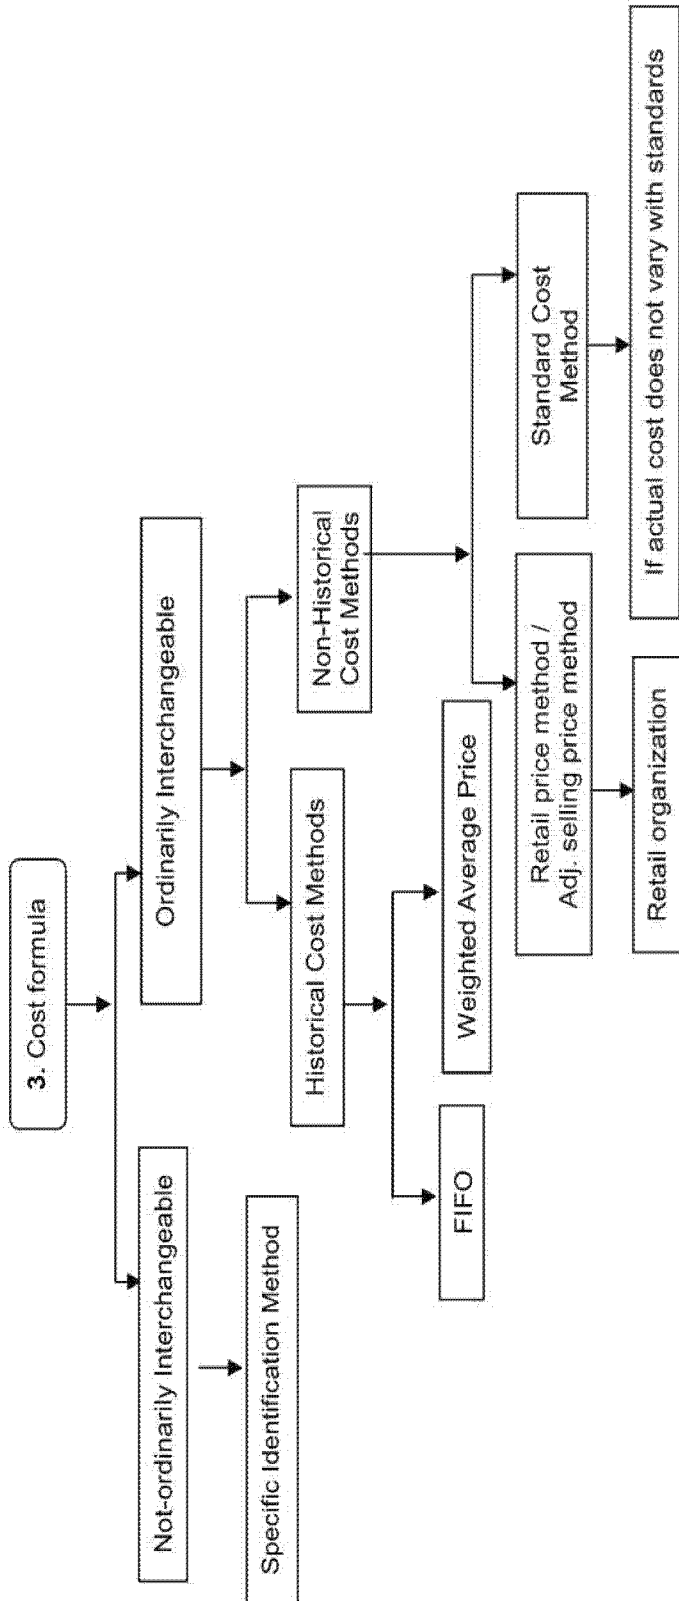 3. Cost formula
Not-ordinarily Interchangeable
Ordinarily Interchangeable
Specific Identification Method
Historical Cost Methods
Non-Historical
Cost Methods
FIFO
Weighted Average Price
Retail price method /
Adj. selling price method
Standard Cost
Method
Retail organization
If actual cost does not vary with standards